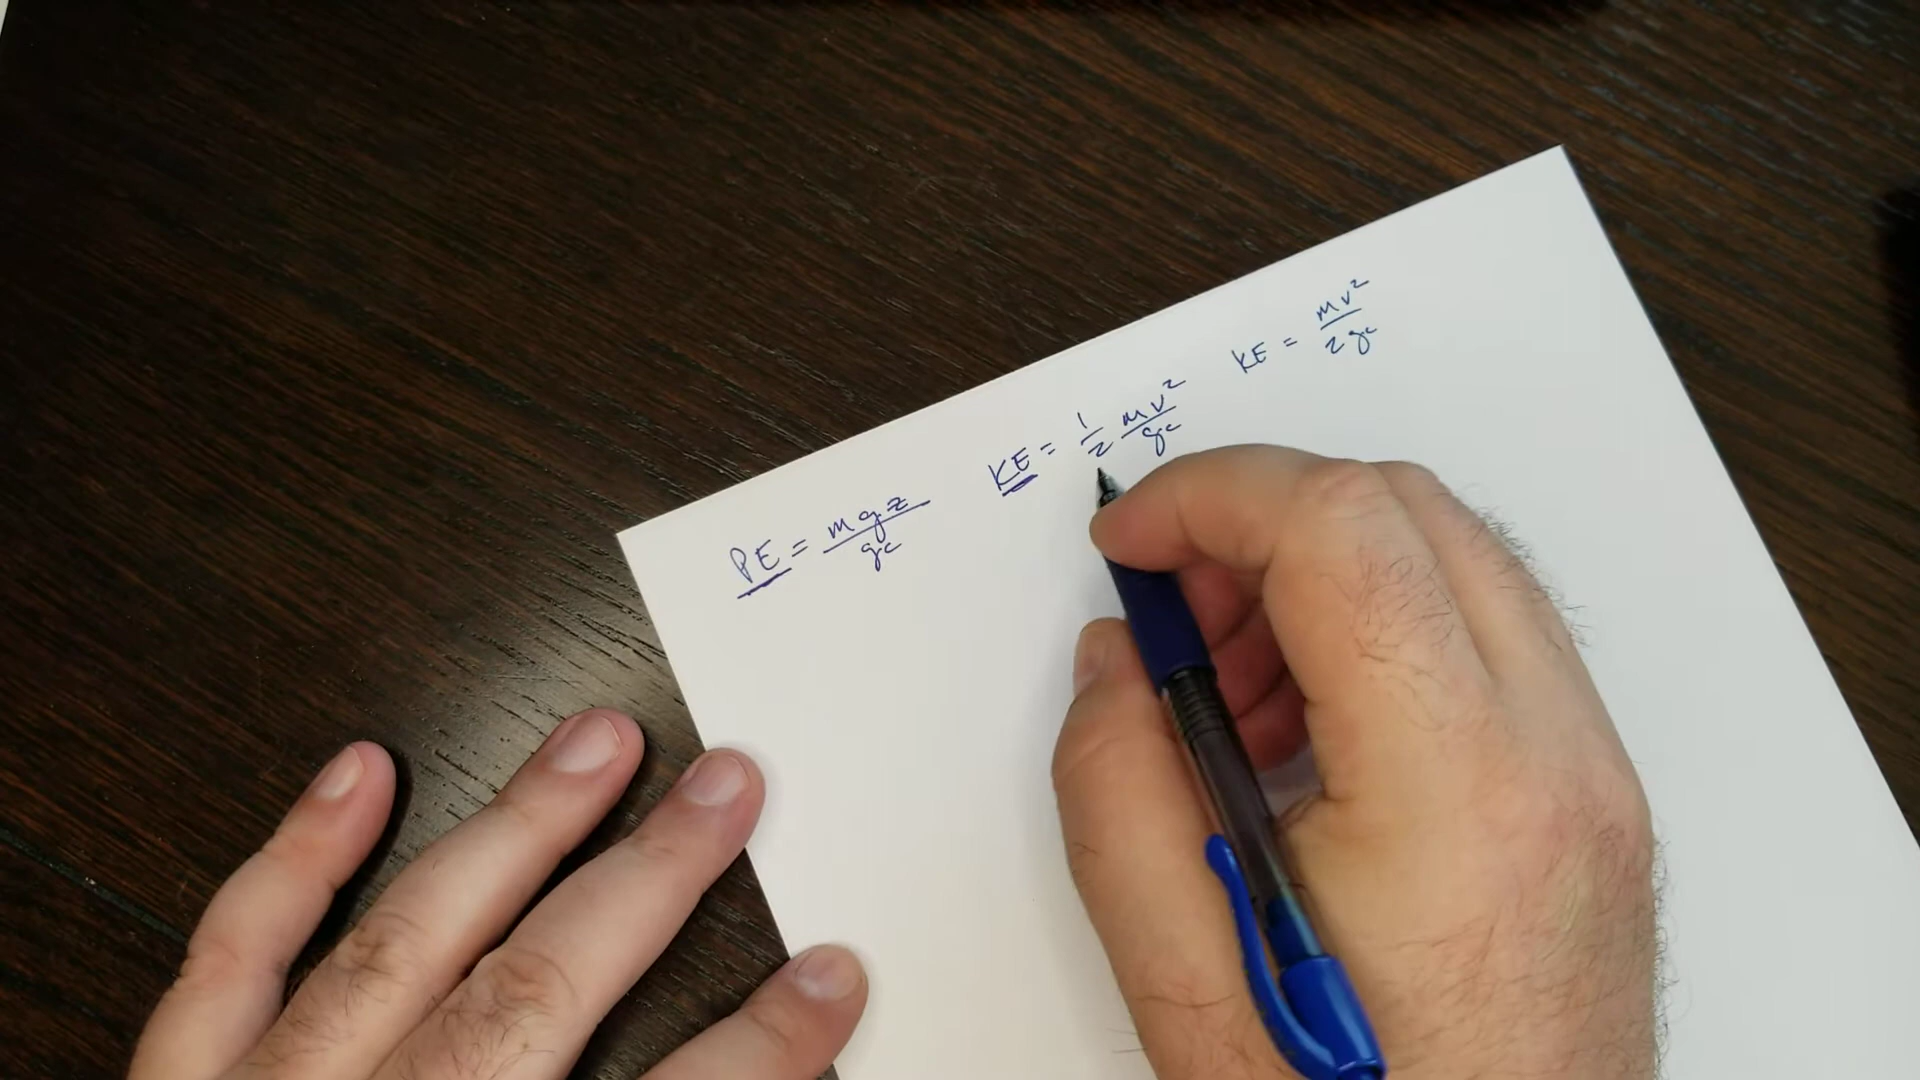 PE = mgz/gc
KE = 1/2 mv²/gc
KE = mv²/2gc